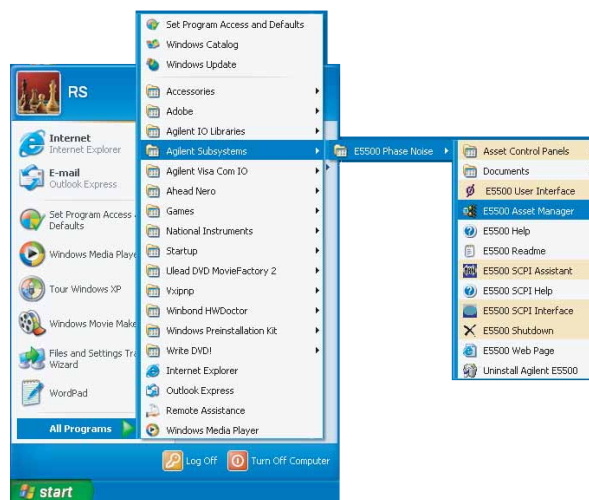 RS
Internet
Internet Explorer
E-mail
Outlook Express
Set Program Access
Defaults
Windows Media Playe
Tour Windows XP
Windows Movie Make
Files and Settings Tra
Wizard
WordPad
All Programs
Log Off
Turn Off Computer
start
Set Program Access and Defaults
Windows Catalog
Windows Update
Accessories
Adobe
Agilent IO Libraries
Agilent Subsystems
Agilent Visa Com IO
Ahead Nero
Games
National Instruments
Startup
Ulead DVD MovieFactory 2
Vxipnp
Winbond HWDoctor
Windows Preinstallation Kit
Write DVD!
Internet Explorer
Outlook Express
Remote Assistance
Windows Media Player
E5500 Phase Noise
Asset Control Panels
Documents
E5500 User Interface
E5500 Asset Manager
E5500 Help
E5500 Readme
E5500 SCPI Assistant
E5500 SCPI Help
E5500 SCPI Interface
E5500 Shutdown
E5500 Web Page
Uninstall Agilent E5500